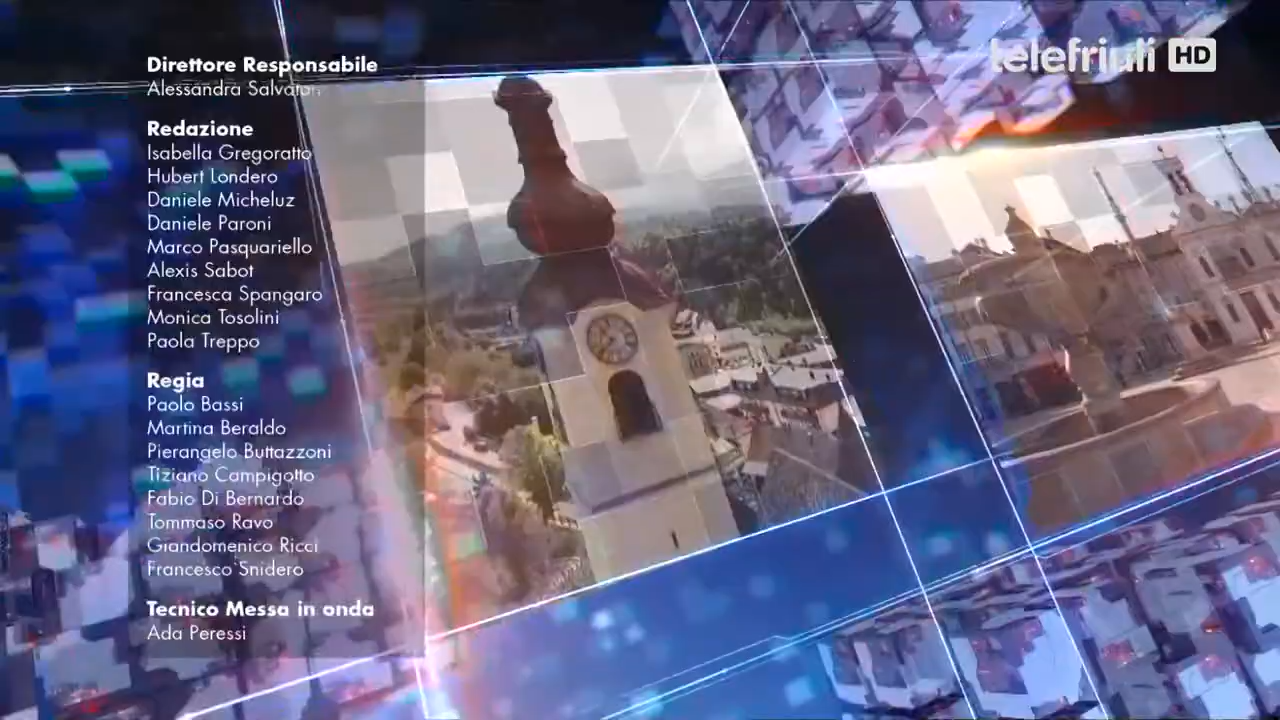 Direttore Responsabile
Alessandra Salvatori
Redazione
Isabella Gregoratto
Hubert Londero
Daniele Micheluz
Daniele Paroni
Marco Pasquariello
Alexis Sabot
Francesca Spangaro
Monica Tosolini
Paola Treppo
Regia
Paolo Bassi
Martina Beraldo
Pierangelo Buttazzoni
Tiziano Campigotto
Fabio Di Bernardo
Tommaso Ravo
Giandomenico Ricci
Francesco Snidero
Tecnico Messa in onda
Ada Peressi
telefriuli HD